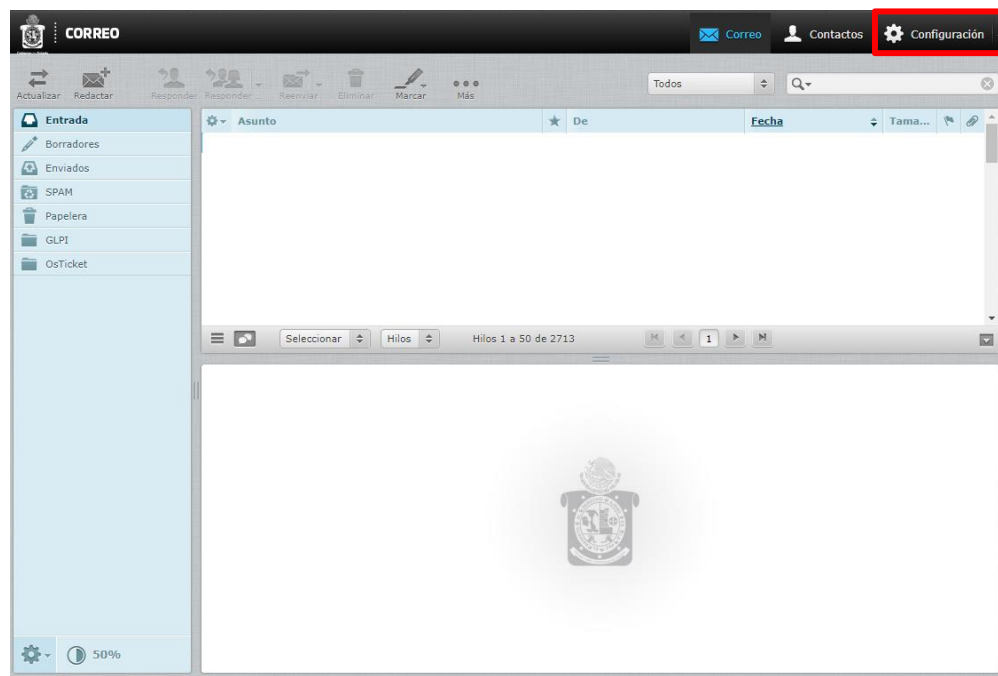 CORREO
Correo Contactos Configuración
Actualizar Redactar Responder Responder ... Reenviar Eliminar Marcar Más
Todos
Entrada
Borradores
Enviados
SPAM
Papelera
GLPI
OsTicket
Asunto De Fecha Tama...
Seleccionar Hilos Hilos 1 a 50 de 2713 1
50%